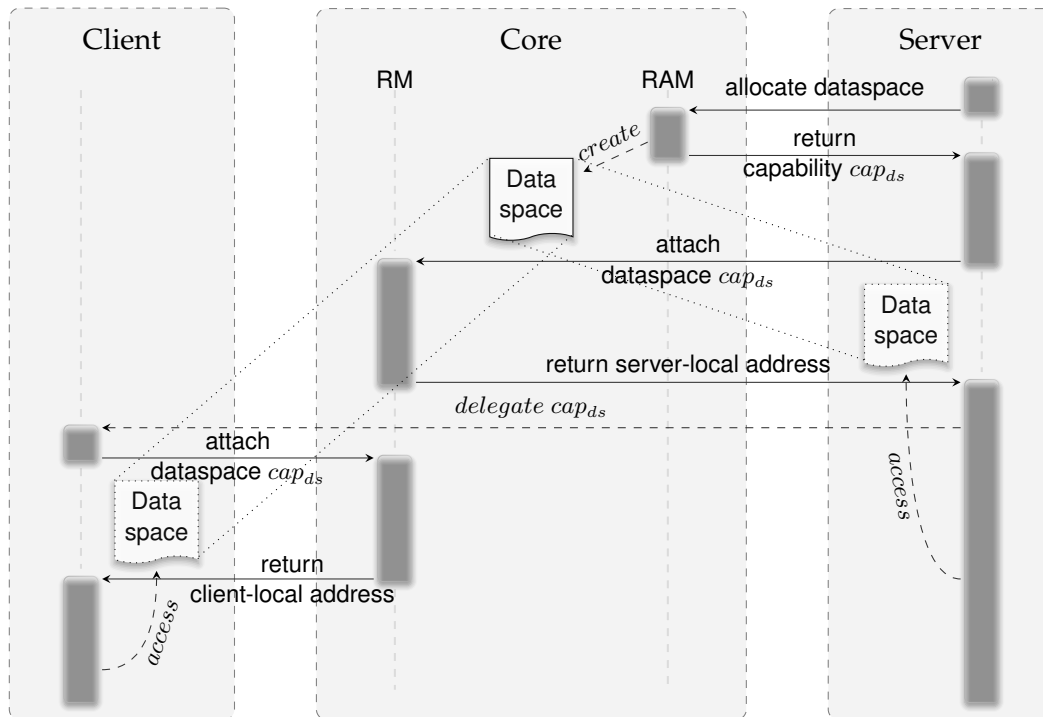 Client
Core
Server
RM
RAM
allocate dataspace
create
return
capability cap_ds
Data
space
attach
dataspace cap_ds
Data
space
return server-local address
delegate cap_ds
attach
dataspace cap_ds
access
Data
space
return
client-local address
access